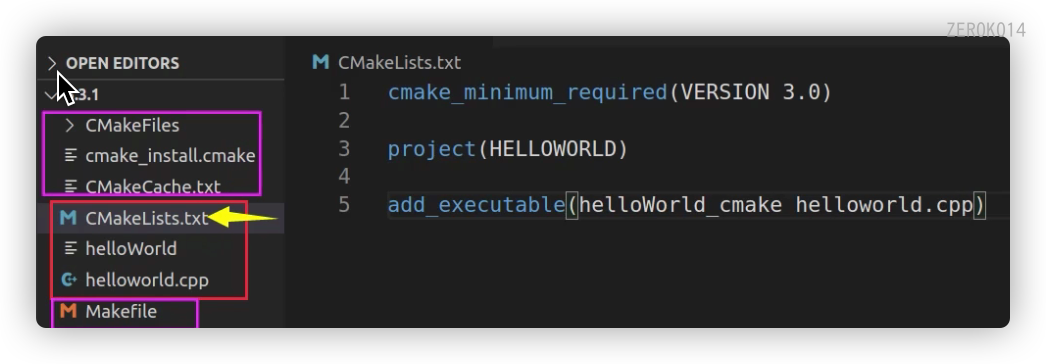 ZEROK014
OPEN EDITORS
3.1
CMakeFiles
cmake_install.cmake
CMakeCache.txt
CMakeLists.txt
helloWorld
helloworld.cpp
Makefile
CMakeLists.txt
1 cmake_minimum_required(VERSION 3.0)
2
3 project(HELLOWORLD)
4
5 add_executable(helloWorld_cmake helloworld.cpp)